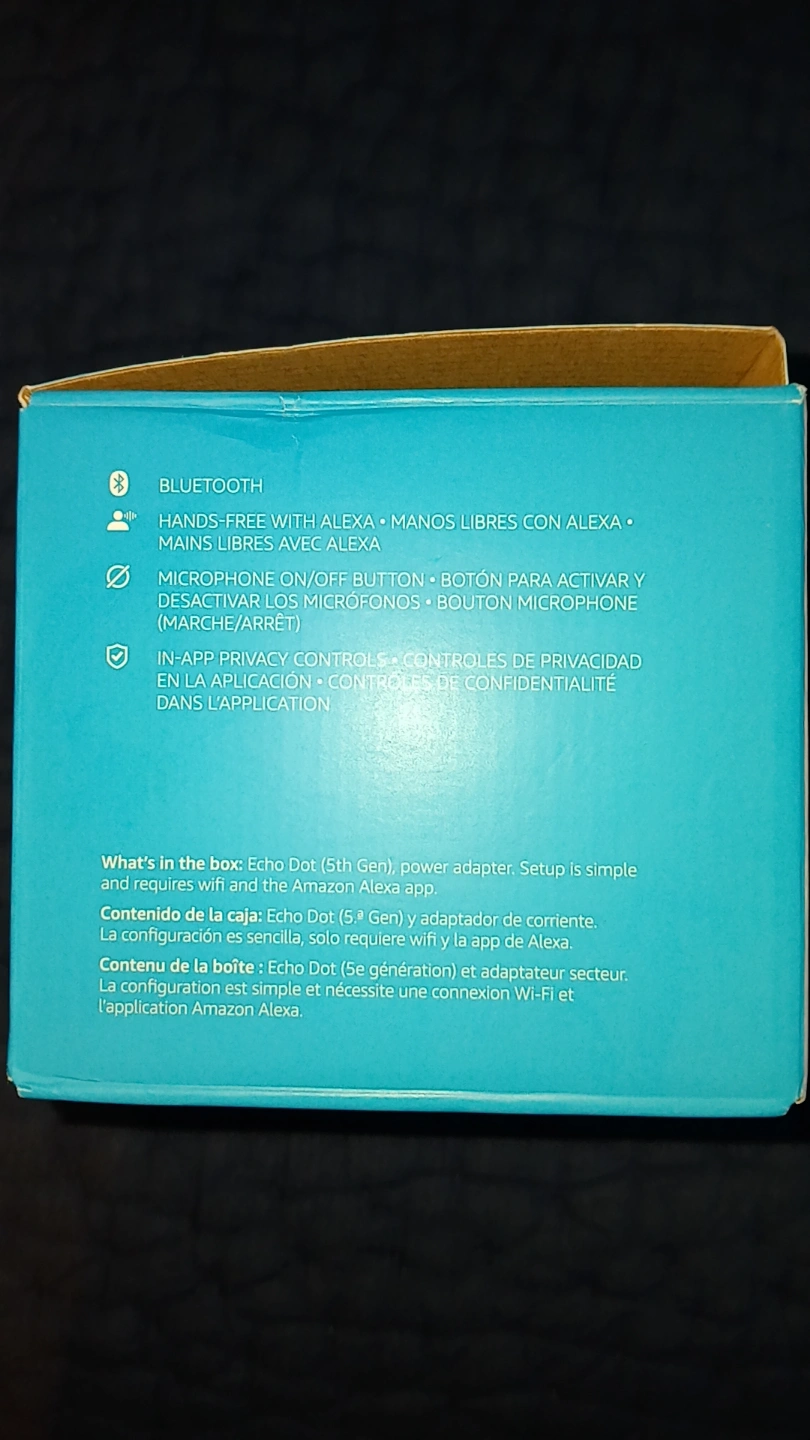 BLUETOOTH
HANDS-FREE WITH ALEXA • MANOS LIBRES CON ALEXA •
MAINS LIBRES AVEC ALEXA
MICROPHONE ON/OFF BUTTON • BOTÓN PARA ACTIVAR Y
DESACTIVAR LOS MICRÓFONOS • BOUTON MICROPHONE
(MARCHE/ARRÊT)
IN-APP PRIVACY CONTROLS • CONTROLES DE PRIVACIDAD
EN LA APLICACIÓN • CONTRÔLES DE CONFIDENTIALITÉ
DANS L'APPLICATION
What's in the box: Echo Dot (5th Gen), power adapter. Setup is simple
and requires wifi and the Amazon Alexa app.
Contenido de la caja: Echo Dot (5.ª Gen) y adaptador de corriente.
La configuración es sencilla, solo requiere wifi y la app de Alexa.
Contenu de la boîte : Echo Dot (5e génération) et adaptateur secteur.
La configuration est simple et nécessite une connexion Wi-Fi et
l'application Amazon Alexa.